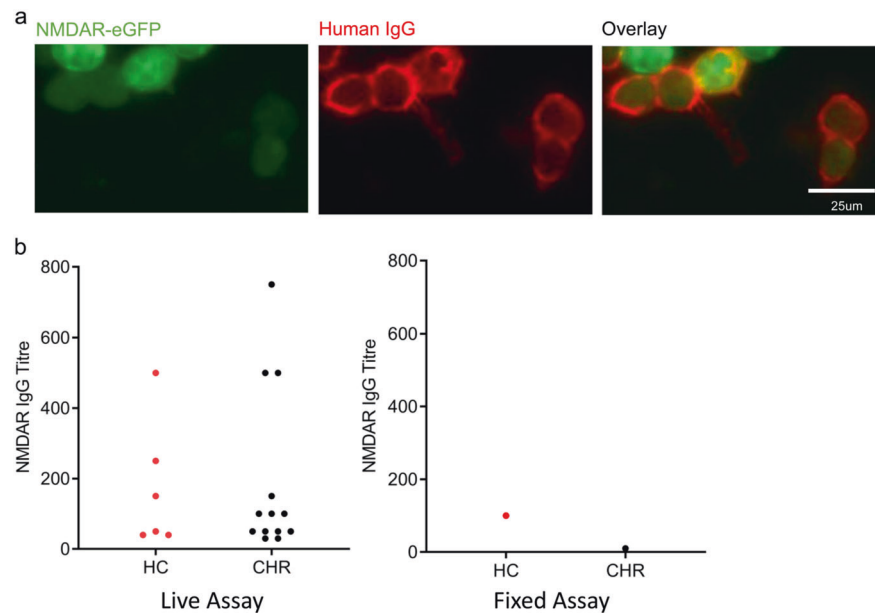 a
NMDAR-eGFP
Human IgG
Overlay
25um
b
NMDAR IgG Titre
800
600
400
200
0
HC
CHR
Live Assay
NMDAR IgG Titre
800
600
400
200
0
HC
CHR
Fixed Assay